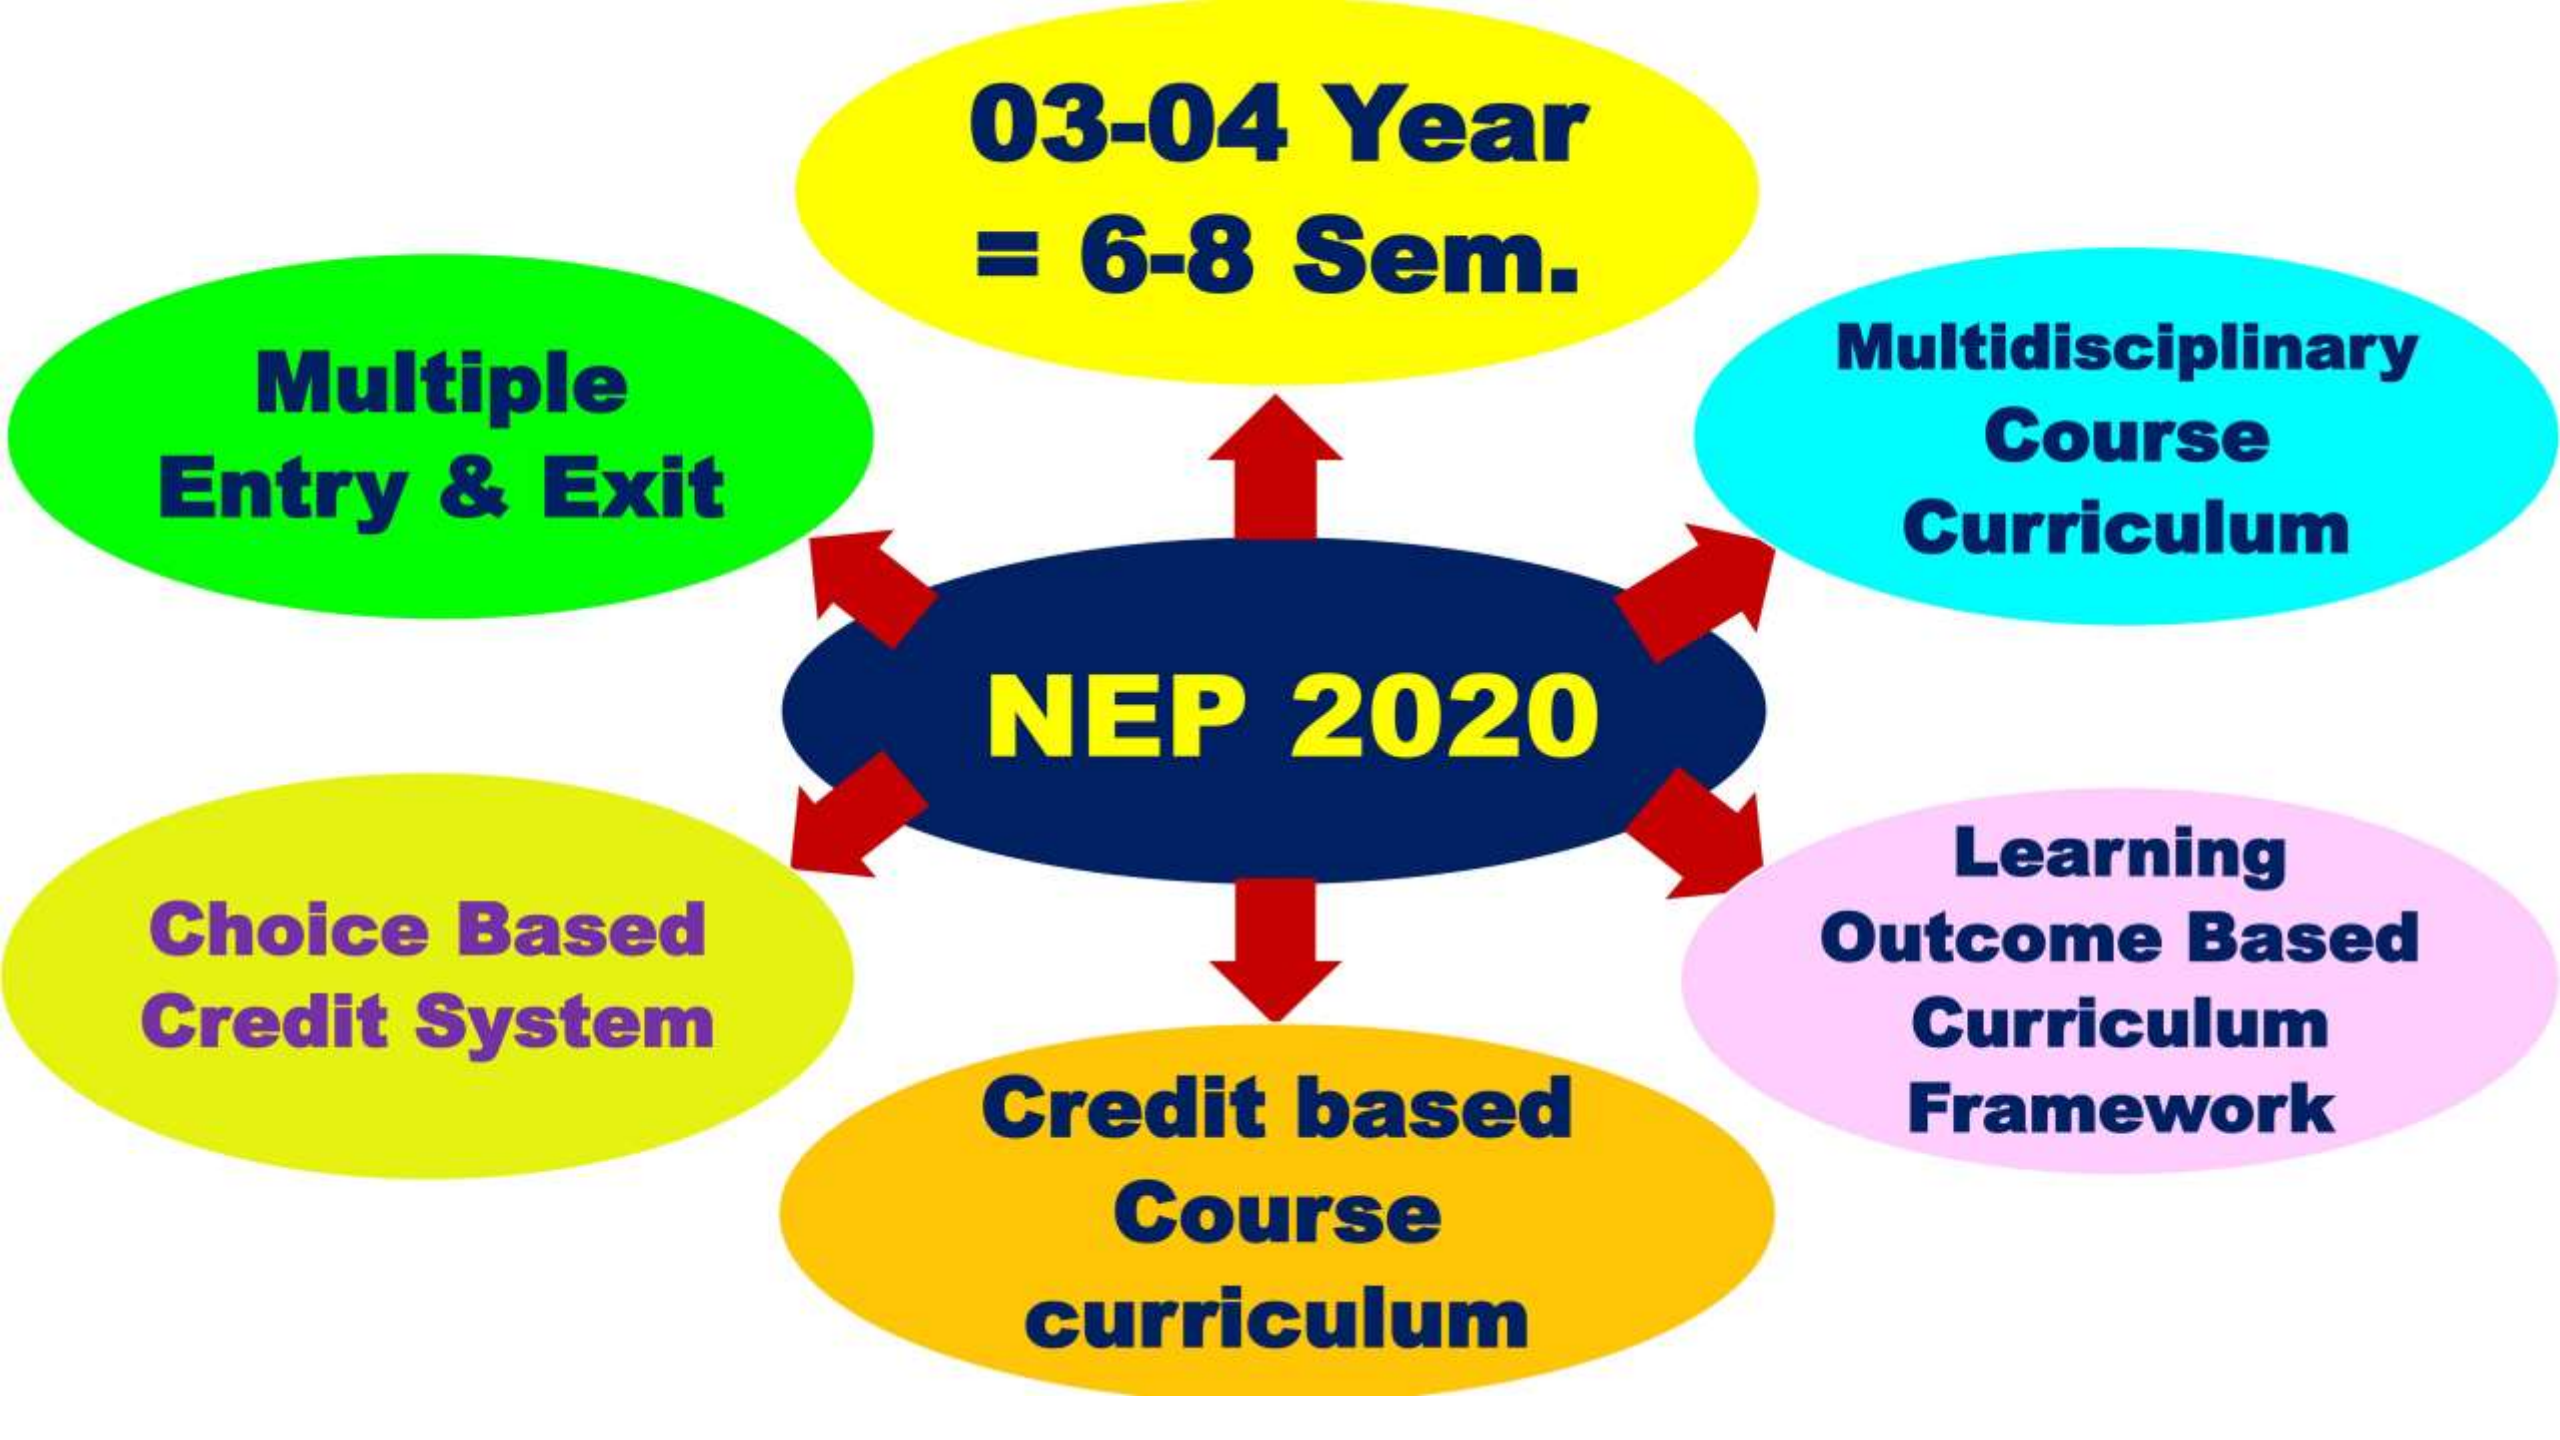 03-04 Year
= 6-8 Sem.
Multiple
Entry & Exit
Multidisciplinary
Course
Curriculum
NEP 2020
Choice Based
Credit System
Learning
Outcome Based
Curriculum
Framework
Credit based
Course
curriculum